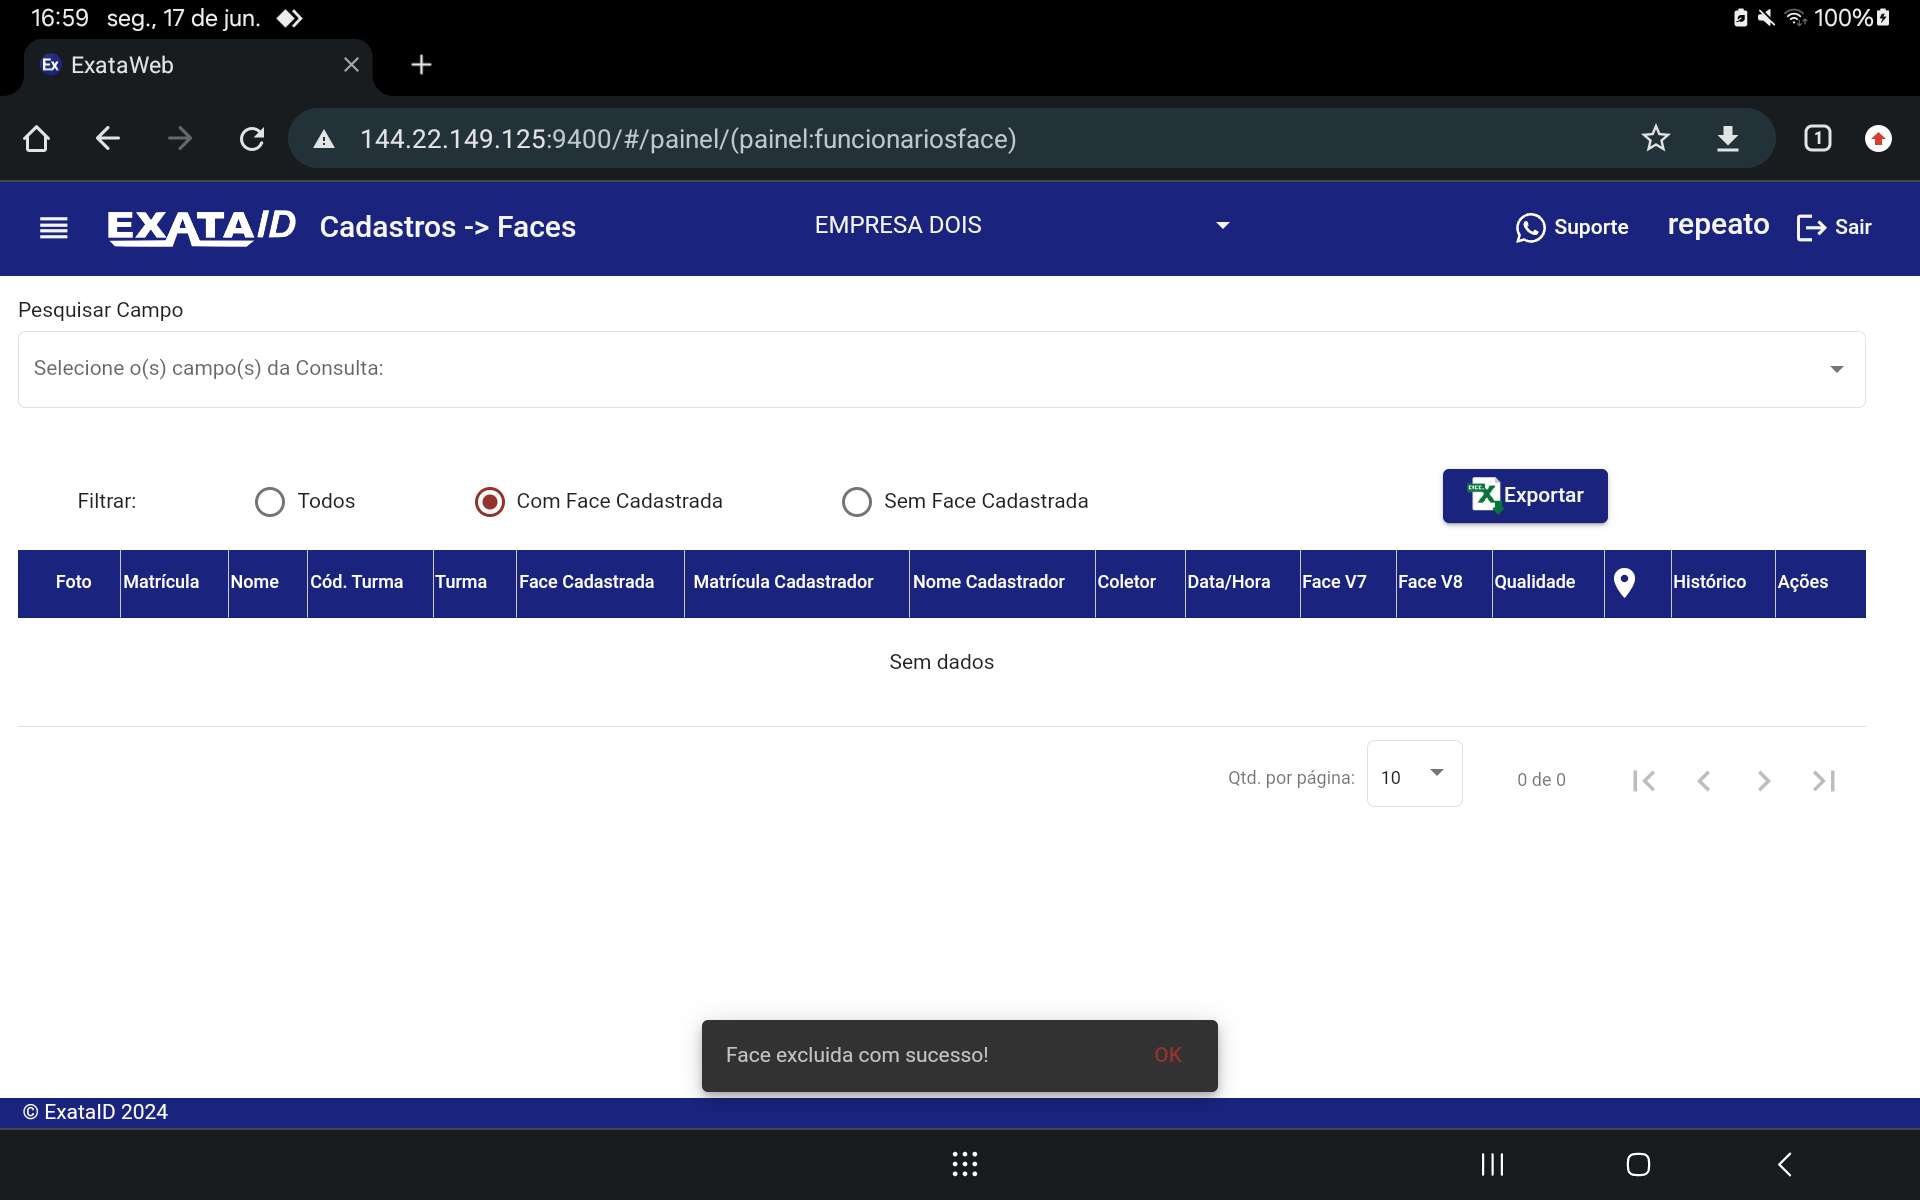 16:59 seg., 17 de jun. 100%
Ex ExataWeb
144.22.149.125:9400/#/painel/(painel:funcionariosface) 1
EXATAID Cadastros -> Faces EMPRESA DOIS Suporte repeato Sair
Pesquisar Campo
Selecione o(s) campo(s) da Consulta:
Filtrar: Todos Com Face Cadastrada Sem Face Cadastrada Exportar
Foto Matrícula Nome Cód. Turma Turma Face Cadastrada Matrícula Cadastrador Nome Cadastrador Coletor Data/Hora Face V7 Face V8 Qualidade Histórico Ações
Sem dados
Qtd. por página: 10 0 de 0
Face excluida com sucesso! OK
© ExataID 2024